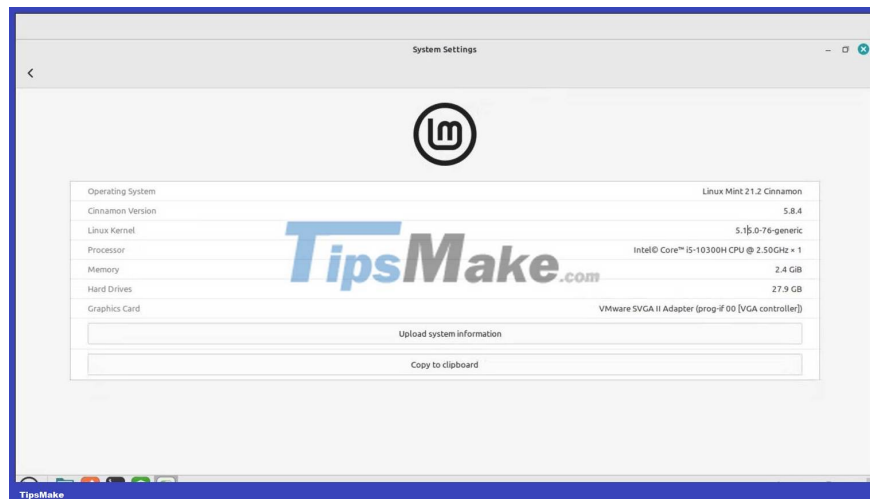 System Settings
Operating System Linux Mint 21.2 Cinnamon
Cinnamon Version 5.8.4
Linux Kernel 5.15.0-76-generic
Processor Intel© Core™ i5-10300H CPU @ 2.50GHz × 1
Memory 2.4 GiB
Hard Drives 27.9 GB
Graphics Card VMware SVGA II Adapter (prog-if 00 [VGA controller])
TipsMake.com
Upload system information
Copy to clipboard
TipsMake